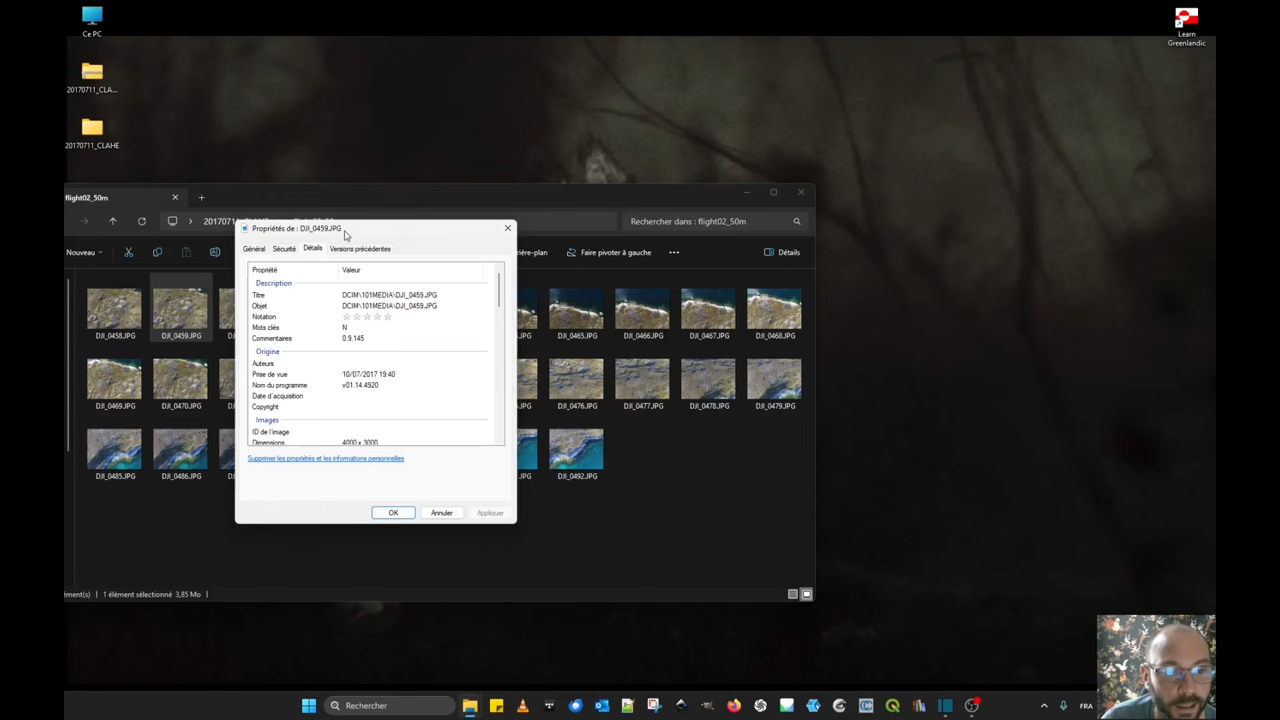 Ce PC
Learn
Greenlandic
20170711_CLA...
20170711_CLAHE
flight02_50m
Rechercher dans : flight02_50m
Propriétés de : DJI_0459.JPG
Nouveau
Faire pivoter à gauche
Détails
Général
Sécurité
Détails
Versions précédentes
Propriété
Valeur
Description
Titre
DCIM\101MEDIA\DJI_0459.JPG
Objet
DCIM\101MEDIA\DJI_0459.JPG
Notation
Mots clés
N
Commentaires
0.9.145
Origine
Auteurs
Prise de vue
10/07/2017 19:40
Nom du programme
v01.14.4920
Date d'acquisition
Copyright
Images
ID de l'image
Dimensions
4000 x 3000
Supprimer les propriétés et les informations personnelles
OK
Annuler
Appliquer
DJI_0458.JPG
DJI_0459.JPG
DJI_0465.JPG
DJI_0466.JPG
DJI_0467.JPG
DJI_0468.JPG
DJI_0469.JPG
DJI_0470.JPG
DJI_0476.JPG
DJI_0477.JPG
DJI_0478.JPG
DJI_0479.JPG
DJI_0485.JPG
DJI_0486.JPG
DJI_0492.JPG
ément(s)
1 élément sélectionné 3,85 Mo
Rechercher
FRA